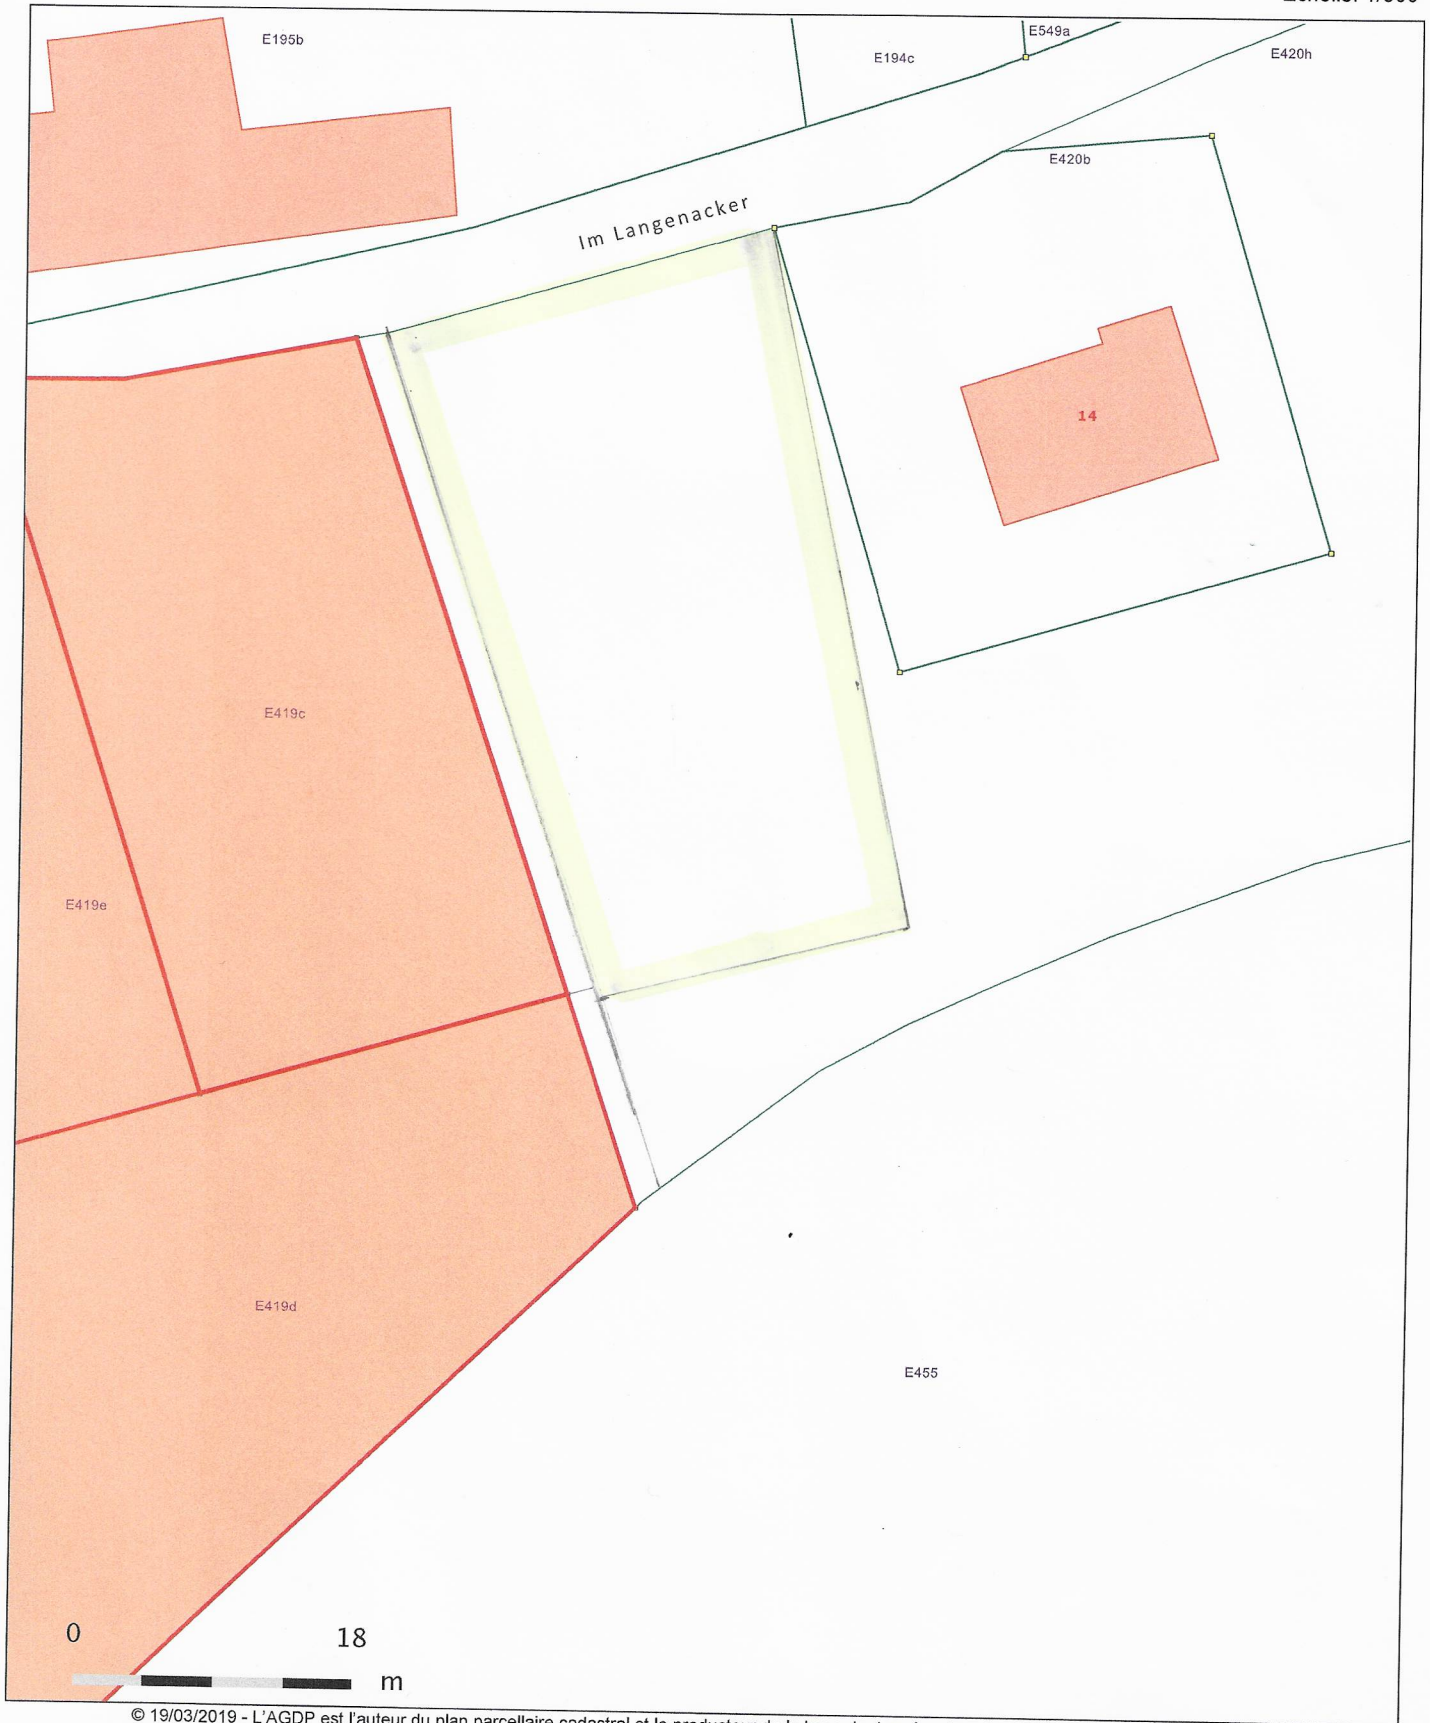 E195b
E194c
E549a
E420h
E420b
Im Langenacker
14
E419c
E419e
E419d
E455
0
18
m
© 19/03/2019 - L'AGDP est l'auteur du plan parcellaire cadastral et le producteur de la